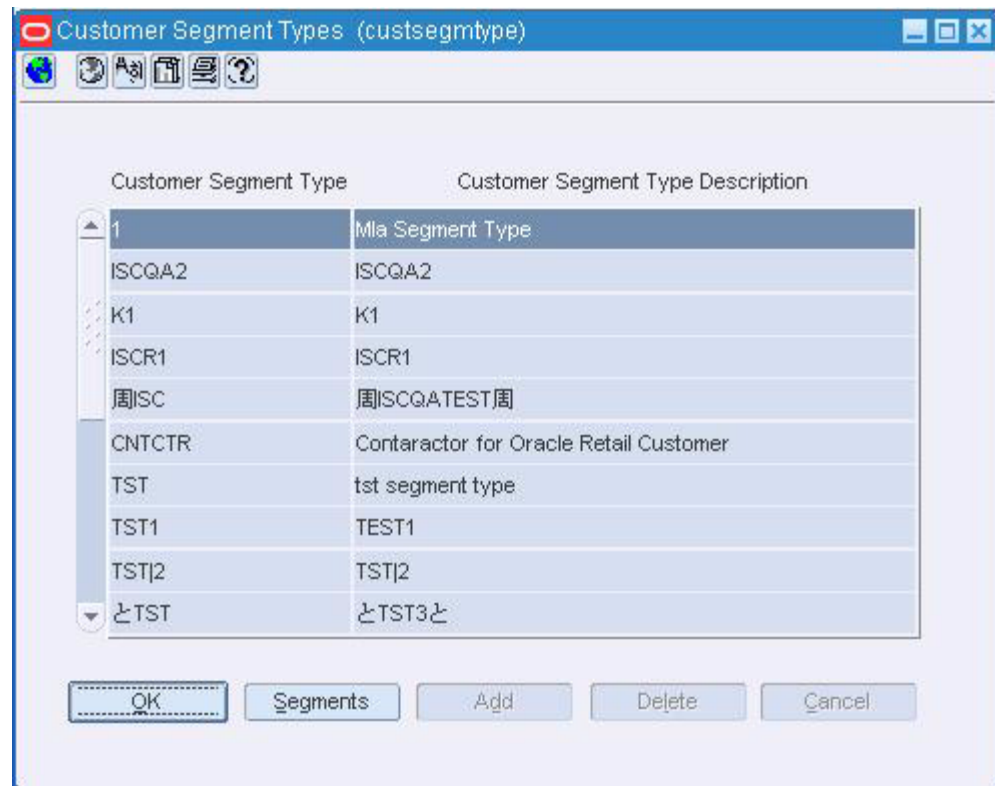 Customer Segment Types (custsegmtype)
Customer Segment Type Customer Segment Type Description
1 Mla Segment Type
ISCQA2 ISCQA2
K1 K1
ISCR1 ISCR1
周ISC 周ISCQATEST周
CNTCTR Contaractor for Oracle Retail Customer
TST tst segment type
TST1 TEST1
TST|2 TST|2
とTST とTST3と
OK Segments Add Delete Cancel